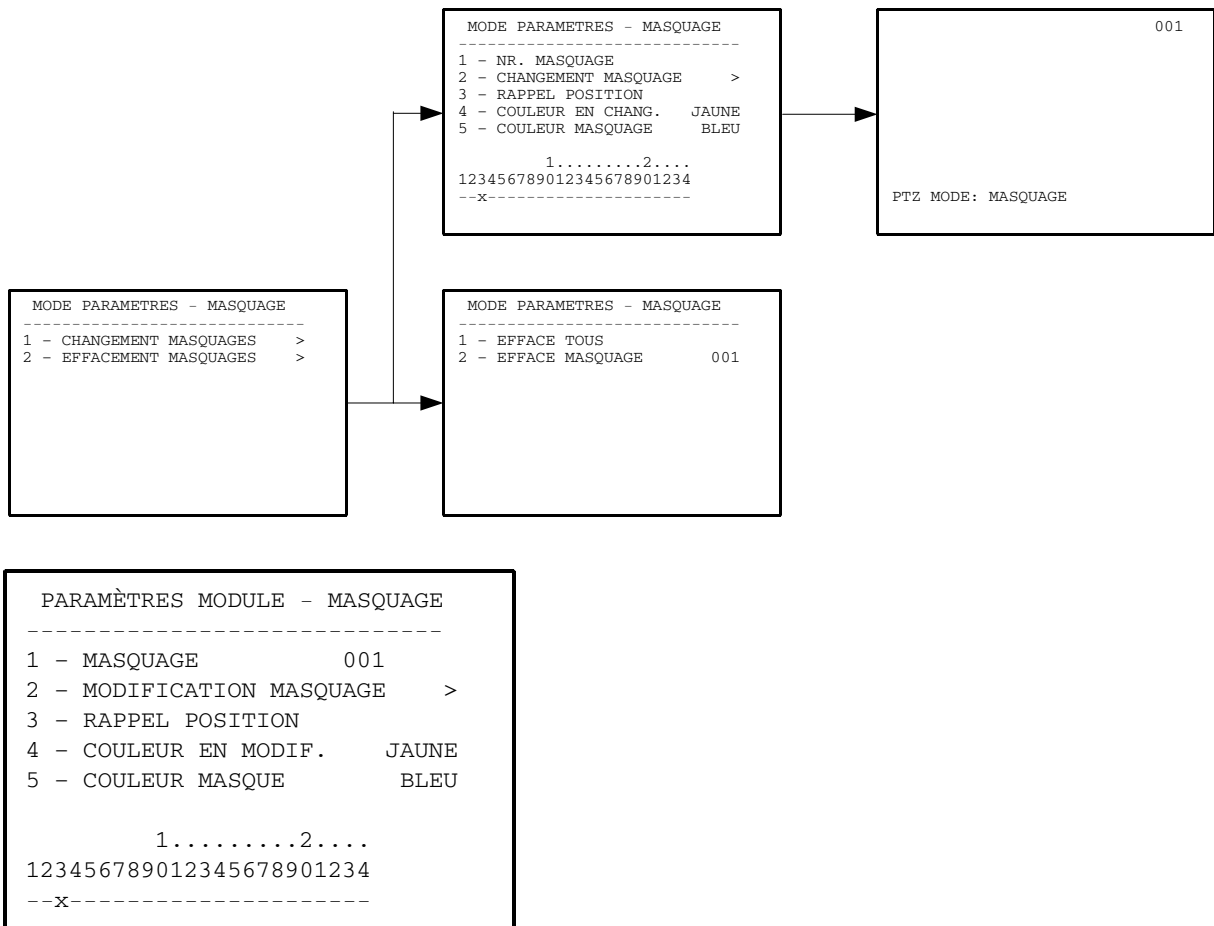 MODE PARAMETRES - MASQUAGE
-----------------------------
1 - NR. MASQUAGE
2 - CHANGEMENT MASQUAGE >
3 - RAPPEL POSITION
4 - COULEUR EN CHANG. JAUNE
5 - COULEUR MASQUAGE BLEU
1.........2....
123456789012345678901234
--x---------------------
001
PTZ MODE: MASQUAGE
MODE PARAMETRES - MASQUAGE
-----------------------------
1 - CHANGEMENT MASQUAGES >
2 - EFFACEMENT MASQUAGES >
MODE PARAMETRES - MASQUAGE
-----------------------------
1 - EFFACE TOUS
2 - EFFACE MASQUAGE 001
PARAMÈTRES MODULE - MASQUAGE
-----------------------------
1 - MASQUAGE 001
2 - MODIFICATION MASQUAGE >
3 - RAPPEL POSITION
4 - COULEUR EN MODIF. JAUNE
5 - COULEUR MASQUE BLEU
1.........2....
123456789012345678901234
--x---------------------